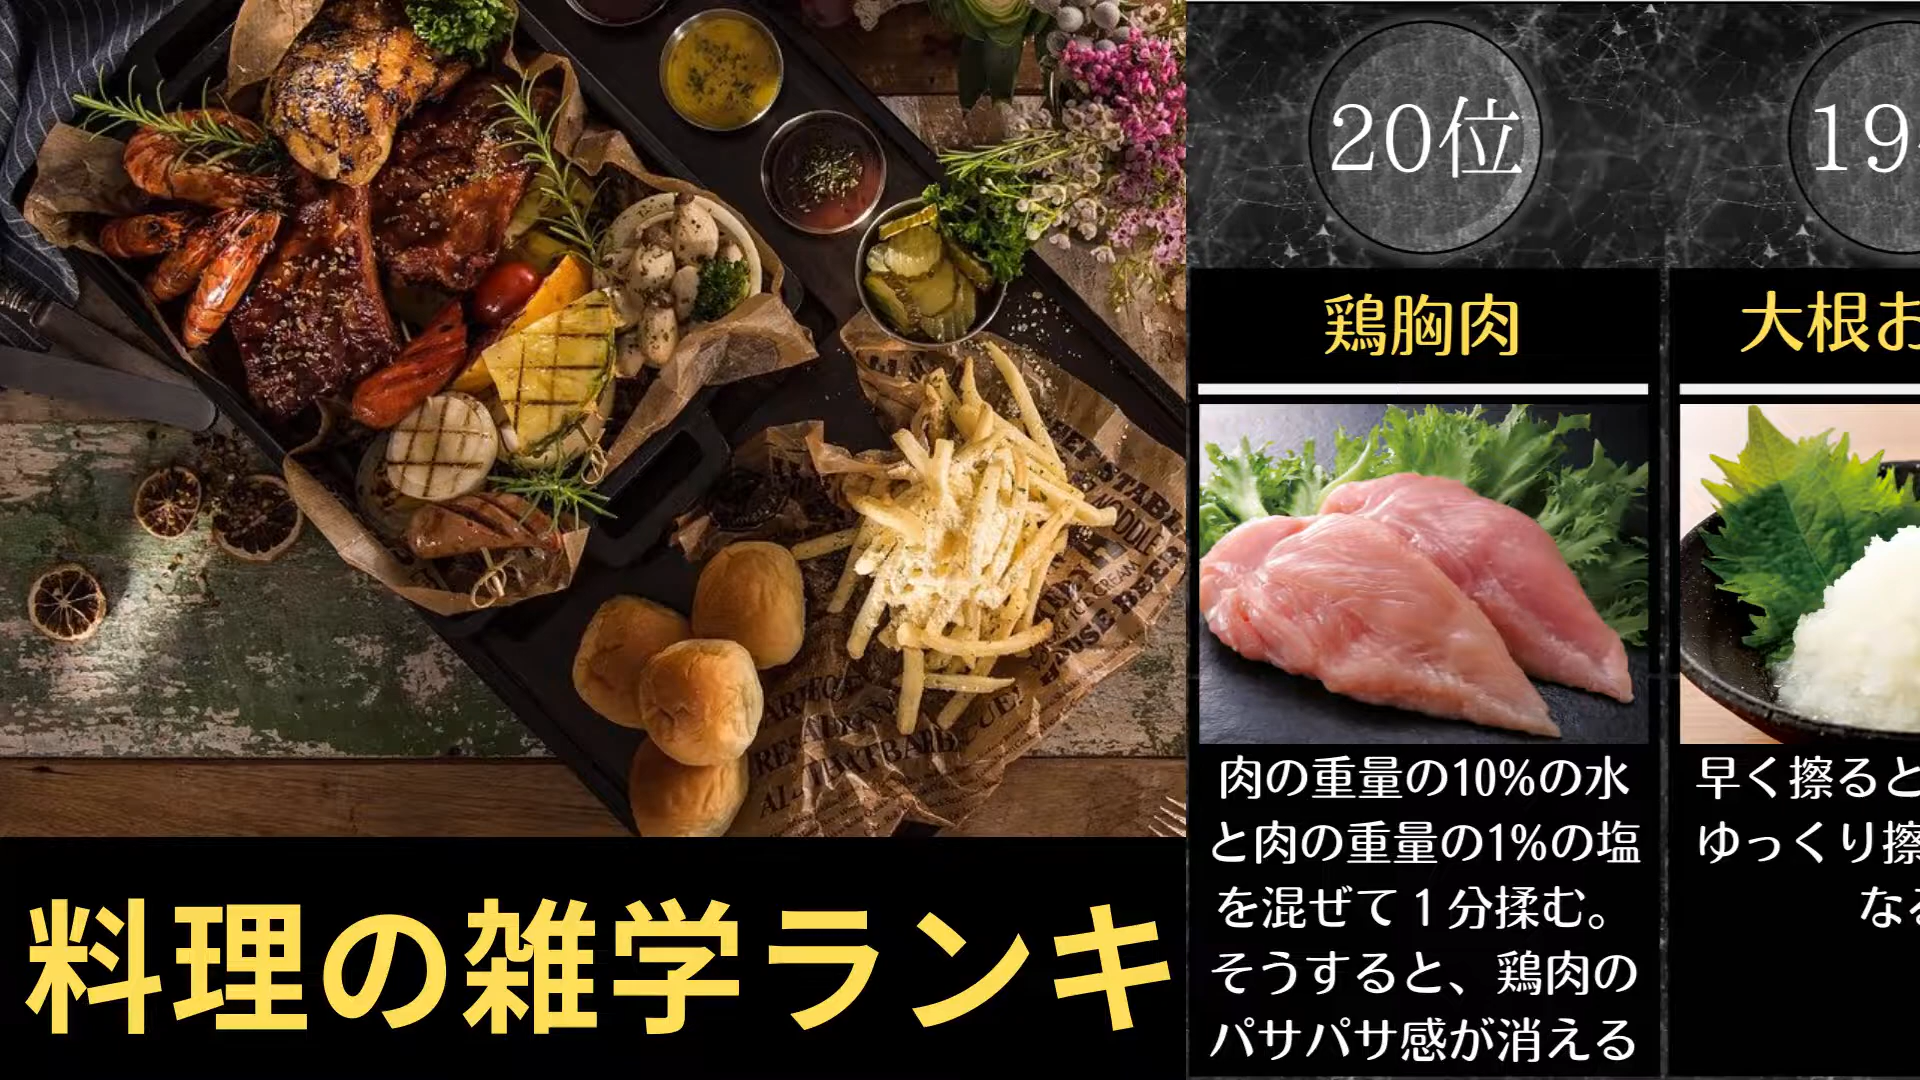 料理の雑学ランキ
20位
鶏胸肉
肉の重量の10%の水
と肉の重量の1%の塩
を混ぜて１分揉む。
そうすると、鶏肉の
パサパサ感が消える
19
大根お
早く擦ると
ゆっくり擦
なる